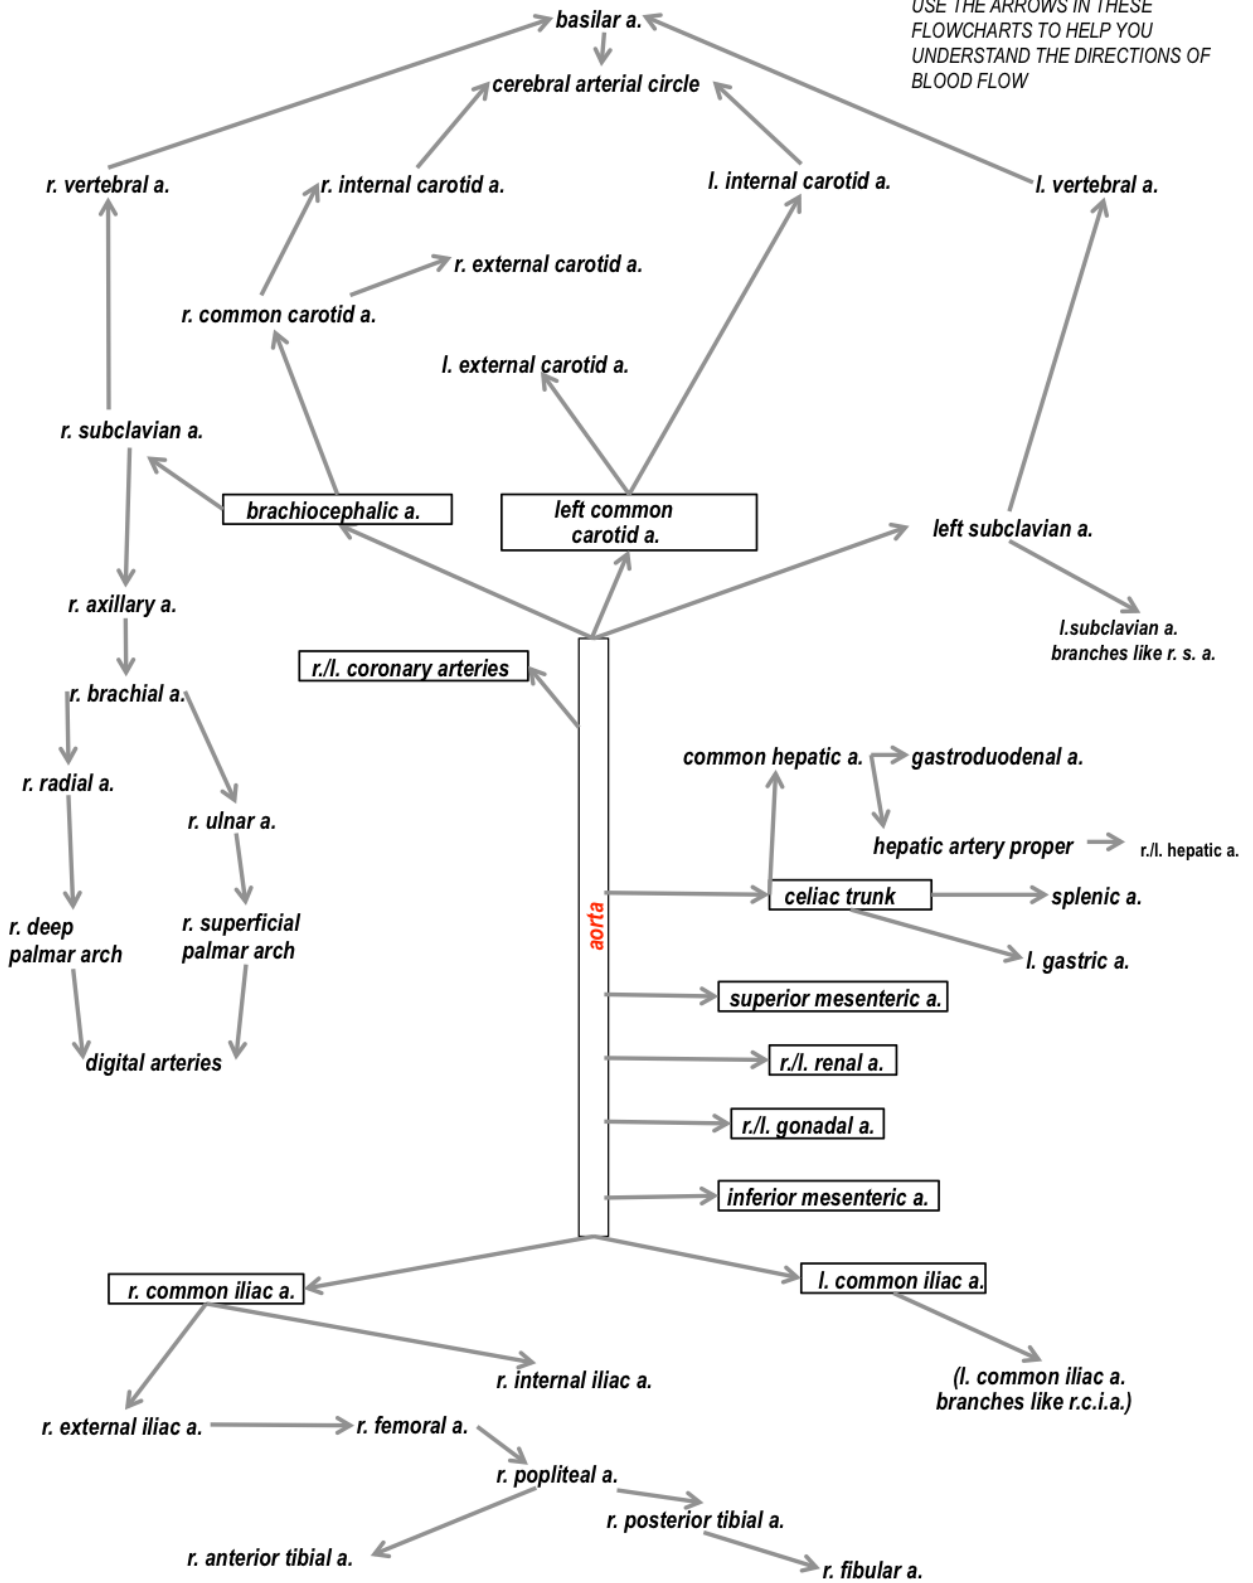 USE THE ARROWS IN THESE
FLOWCHARTS TO HELP YOU
UNDERSTAND THE DIRECTIONS OF
BLOOD FLOW
basilar a.
cerebral arterial circle
r. vertebral a.
r. internal carotid a.
l. internal carotid a.
l. vertebral a.
r. external carotid a.
r. common carotid a.
l. external carotid a.
r. subclavian a.
brachiocephalic a.
left common
carotid a.
left subclavian a.
r. axillary a.
l.subclavian a.
branches like r. s. a.
r./l. coronary arteries
r. brachial a.
common hepatic a.
gastroduodenal a.
r. radial a.
r. ulnar a.
hepatic artery proper
r./l. hepatic a.
celiac trunk
splenic a.
aorta
r. deep
palmar arch
r. superficial
palmar arch
l. gastric a.
superior mesenteric a.
digital arteries
r./l. renal a.
r./l. gonadal a.
inferior mesenteric a.
r. common iliac a.
l. common iliac a.
r. internal iliac a.
(l. common iliac a.
branches like r.c.i.a.)
r. external iliac a.
r. femoral a.
r. popliteal a.
r. posterior tibial a.
r. anterior tibial a.
r. fibular a.